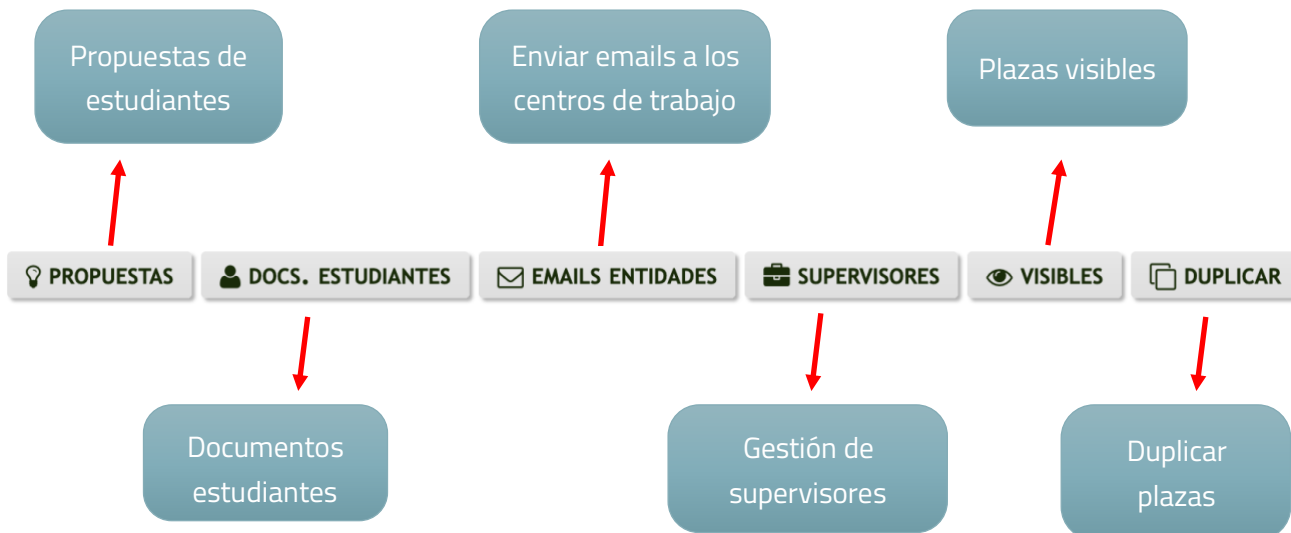 Propuestas de
estudiantes
Enviar emails a los
centros de trabajo
Plazas visibles
PROPUESTAS
DOCS. ESTUDIANTES
EMAILS ENTIDADES
SUPERVISORES
VISIBLES
DUPLICAR
Documentos
estudiantes
Gestión de
supervisores
Duplicar
plazas